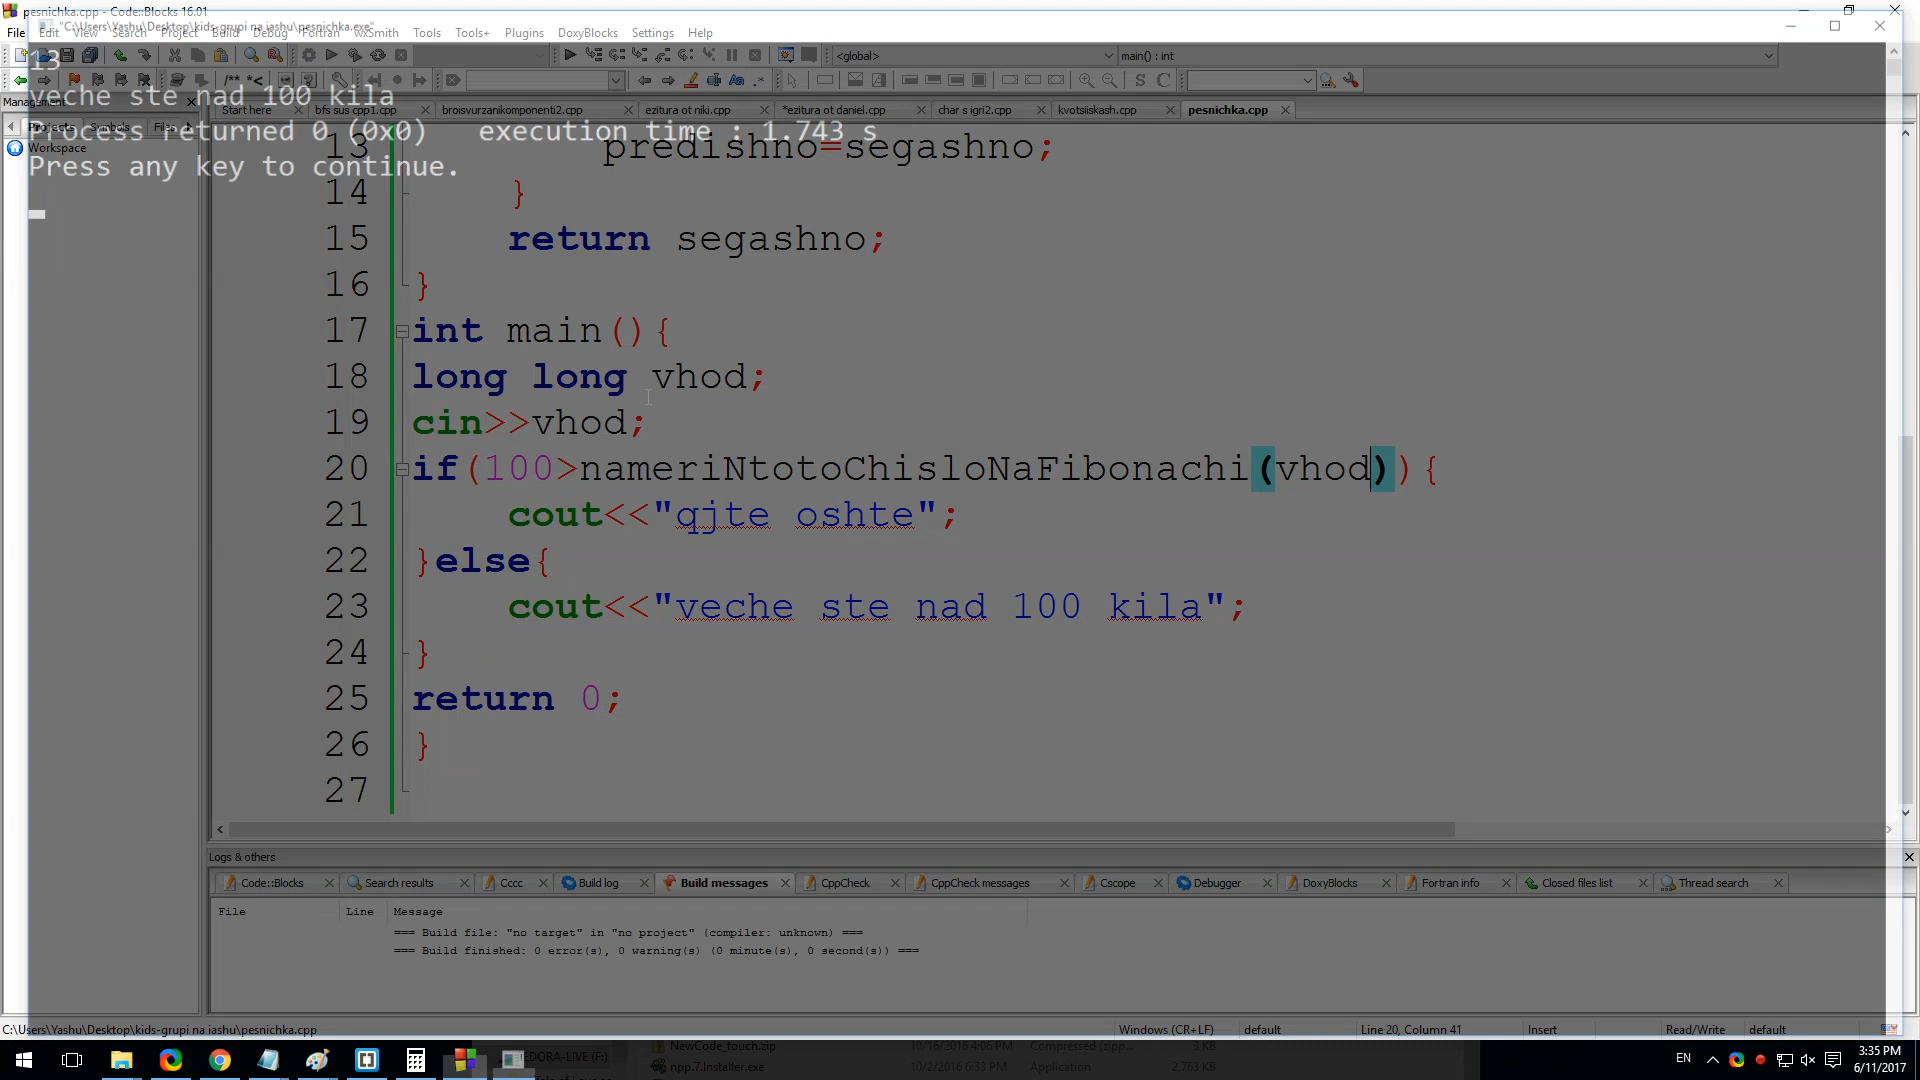 pesnichka.cpp - Code::Blocks 16.01
"C:\Users\Yashu\Desktop\kids-grupi na iashu\pesnichka.exe"
File Edit View Search Project Build Debug Fortran wxSmith Tools Tools+ Plugins DoxyBlocks Settings Help
13
veche ste nad 100 kila
Process returned 0 (0x0)   execution time : 1.743 s
Press any key to continue.
<global>
main() : int
Management
Projects Symbols Files
Workspace
Start here
bfs sus cpp1.cpp
broisvurzanikomponenti2.cpp
ezitura ot niki.cpp
*ezitura ot daniel.cpp
char s igri2.cpp
kvotsiiskash.cpp
pesnichka.cpp
13 predishno=segashno;
14 }
15 return segashno;
16 }
17 int main(){
18 long long vhod;
19 cin>>vhod;
20 if(100>nameriNtotoChisloNaFibonachi(vhod)){
21 cout<<"qjte oshte";
22 }else{
23 cout<<"veche ste nad 100 kila";
24 }
25 return 0;
26 }
27
Logs & others
Code::Blocks
Search results
Cccc
Build log
Build messages
CppCheck
CppCheck messages
Cscope
Debugger
DoxyBlocks
Fortran info
Closed files list
Thread search
File Line Message
=== Build file: "no target" in "no project" (compiler: unknown) ===
=== Build finished: 0 error(s), 0 warning(s) (0 minute(s), 0 second(s)) ===
C:\Users\Yashu\Desktop\kids-grupi na iashu\pesnichka.cpp
Windows (CR+LF)
default
Line 20, Column 41
Insert
Read/Write
default
NewCode_touch.zip 10/16/2016 4:06 PM Compressed (zipp... 3 KB
EDORA-LIVE (F:)
npp.7.Installer.exe 10/2/2016 6:33 PM Application 2,763 KB
EN
3:35 PM
6/11/2017